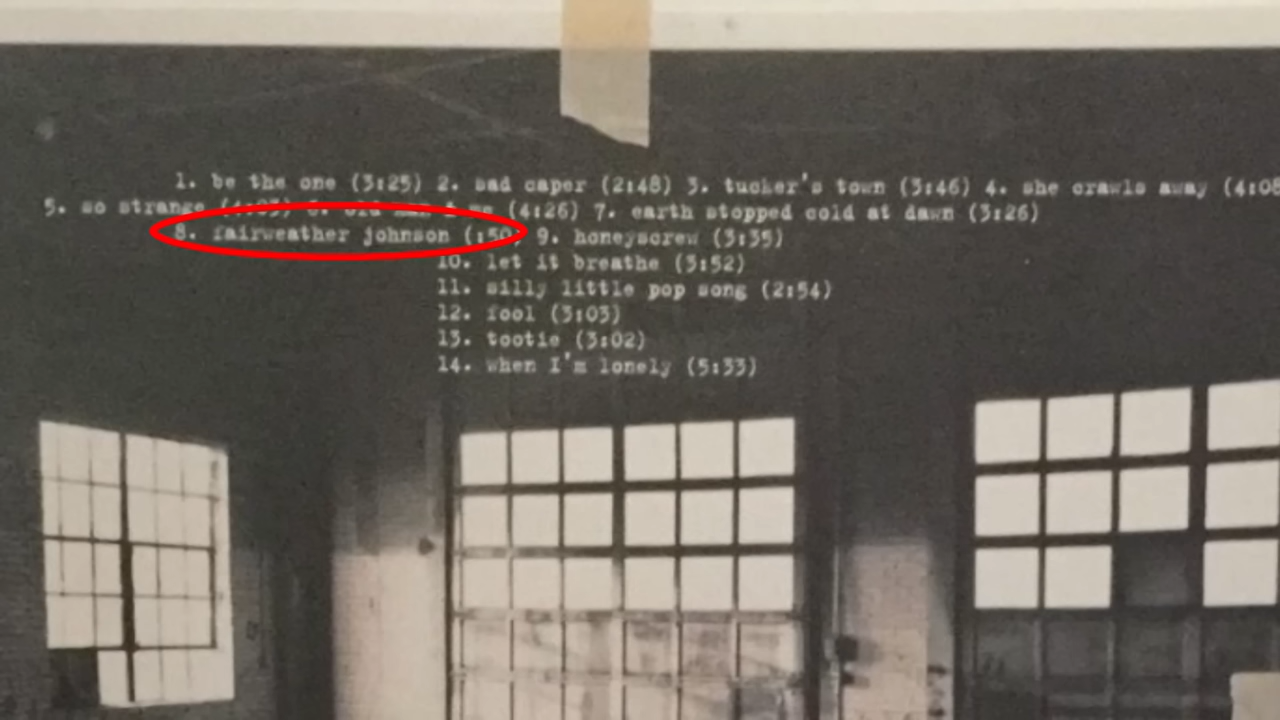 1. be the one (3:25) 2. sad caper (2:48) 3. tucker's town (3:46) 4. she crawls away (4:08
5. so strange (4:03) 6. old man & me (4:26) 7. earth stopped cold at dawn (3:26)
8. fairweather johnson (:50) 9. honeyscrew (3:35)
10. let it breathe (3:52)
11. silly little pop song (2:54)
12. fool (3:03)
13. tootie (3:02)
14. when I'm lonely (5:33)